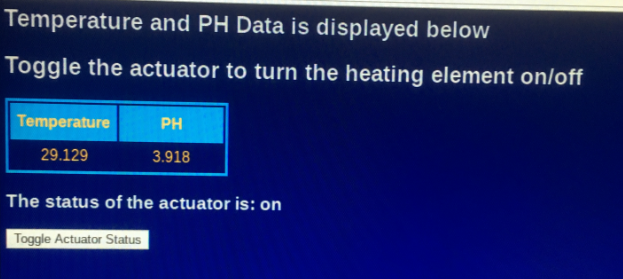 Temperature and PH Data is displayed below
Toggle the actuator to turn the heating element on/off
Temperature PH
29.129 3.918
The status of the actuator is: on
Toggle Actuator Status